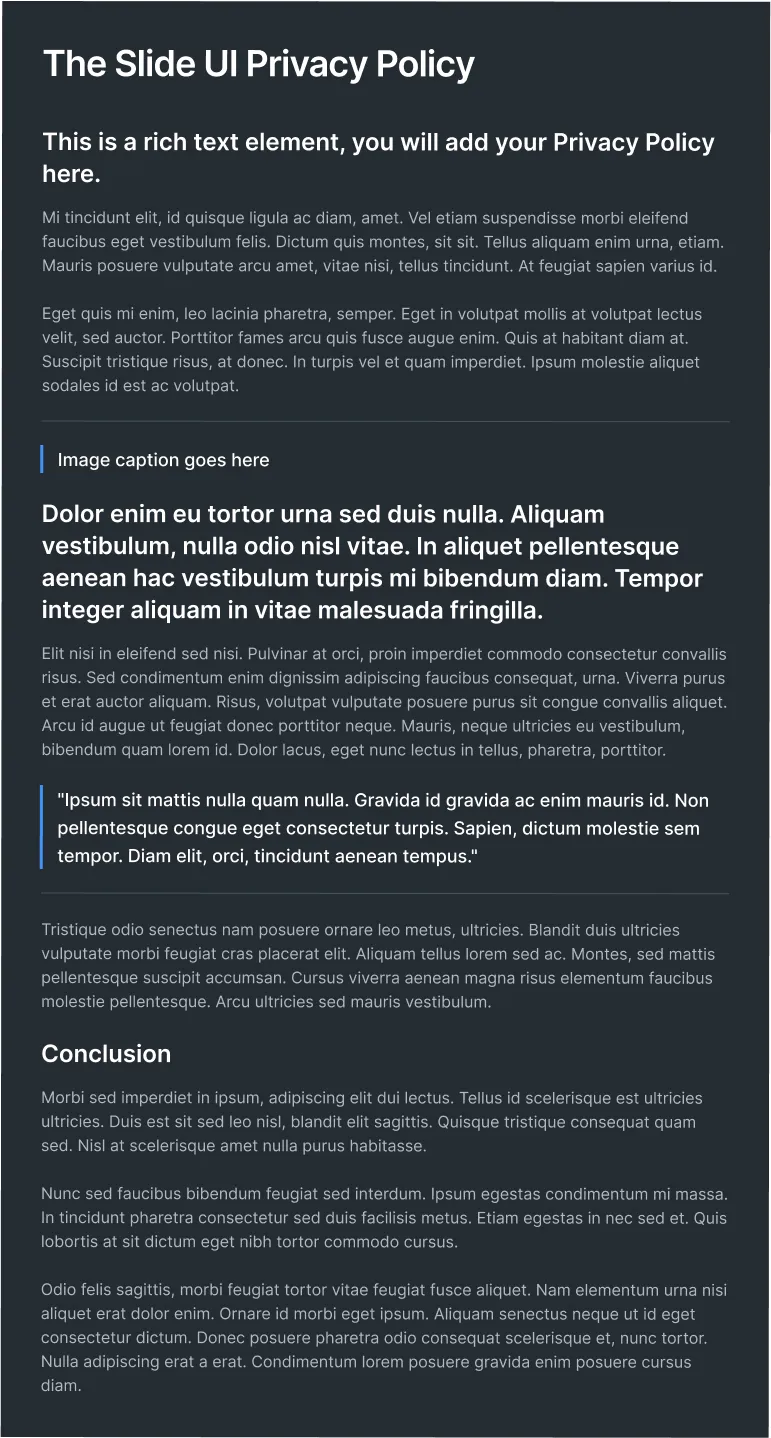 The Slide UI Privacy Policy
This is a rich text element, you will add your Privacy Policy
here.
Mi tincidunt elit, id quisque ligula ac diam, amet. Vel etiam suspendisse morbi eleifend
faucibus eget vestibulum felis. Dictum quis montes, sit sit. Tellus aliquam enim urna, etiam.
Mauris posuere vulputate arcu amet, vitae nisi, tellus tincidunt. At feugiat sapien varius id.
Eget quis mi enim, leo lacinia pharetra, semper. Eget in volutpat mollis at volutpat lectus
velit, sed auctor. Porttitor fames arcu quis fusce augue enim. Quis at habitant diam at.
Suscipit tristique risus, at donec. In turpis vel et quam imperdiet. Ipsum molestie aliquet
sodales id est ac volutpat.
Image caption goes here
Dolor enim eu tortor urna sed duis nulla. Aliquam
vestibulum, nulla odio nisl vitae. In aliquet pellentesque
aenean hac vestibulum turpis mi bibendum diam. Tempor
integer aliquam in vitae malesuada fringilla.
Elit nisi in eleifend sed nisi. Pulvinar at orci, proin imperdiet commodo consectetur convallis
risus. Sed condimentum enim dignissim adipiscing faucibus consequat, urna. Viverra purus
et erat auctor aliquam. Risus, volutpat vulputate posuere purus sit congue convallis aliquet.
Arcu id augue ut feugiat donec porttitor neque. Mauris, neque ultricies eu vestibulum,
bibendum quam lorem id. Dolor lacus, eget nunc lectus in tellus, pharetra, porttitor.
"Ipsum sit mattis nulla quam nulla. Gravida id gravida ac enim mauris id. Non
pellentesque congue eget consectetur turpis. Sapien, dictum molestie sem
tempor. Diam elit, orci, tincidunt aenean tempus."
Tristique odio senectus nam posuere ornare leo metus, ultricies. Blandit duis ultricies
vulputate morbi feugiat cras placerat elit. Aliquam tellus lorem sed ac. Montes, sed mattis
pellentesque suscipit accumsan. Cursus viverra aenean magna risus elementum faucibus
molestie pellentesque. Arcu ultricies sed mauris vestibulum.
Conclusion
Morbi sed imperdiet in ipsum, adipiscing elit dui lectus. Tellus id scelerisque est ultricies
ultricies. Duis est sit sed leo nisl, blandit elit sagittis. Quisque tristique consequat quam
sed. Nisl at scelerisque amet nulla purus habitasse.
Nunc sed faucibus bibendum feugiat sed interdum. Ipsum egestas condimentum mi massa.
In tincidunt pharetra consectetur sed duis facilisis metus. Etiam egestas in nec sed et. Quis
lobortis at sit dictum eget nibh tortor commodo cursus.
Odio felis sagittis, morbi feugiat tortor vitae feugiat fusce aliquet. Nam elementum urna nisi
aliquet erat dolor enim. Ornare id morbi eget ipsum. Aliquam senectus neque ut id eget
consectetur dictum. Donec posuere pharetra odio consequat scelerisque et, nunc tortor.
Nulla adipiscing erat a erat. Condimentum lorem posuere gravida enim posuere cursus
diam.